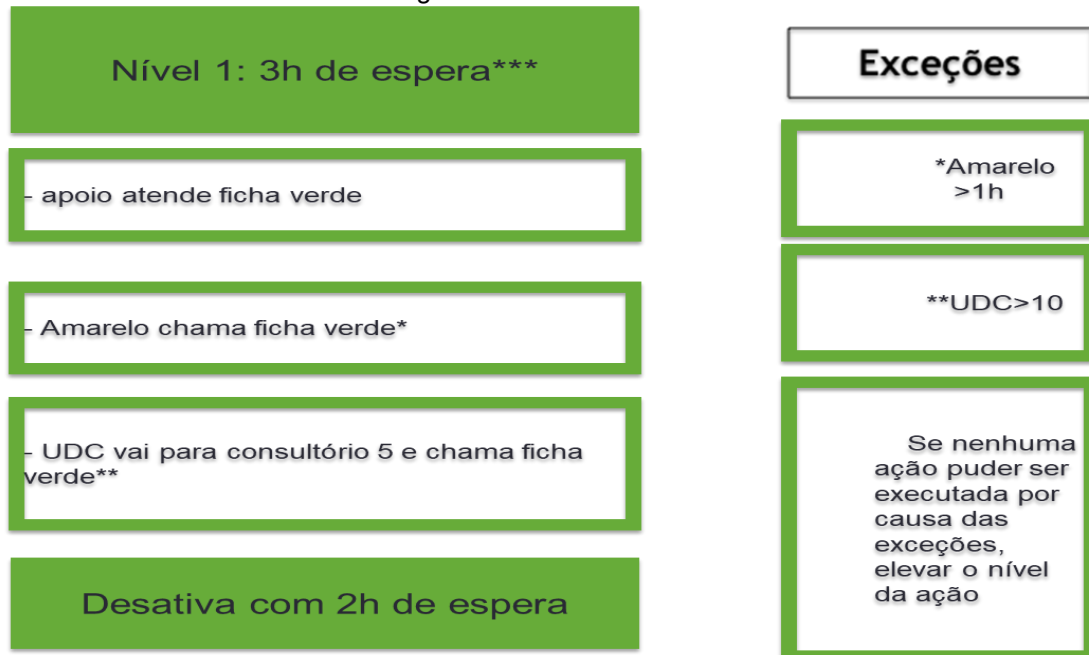 Nível 1: 3h de espera***
- apoio atende ficha verde
- Amarelo chama ficha verde*
- UDC vai para consultório 5 e chama ficha
verde**
Desativa com 2h de espera
Exceções
*Amarelo
>1h
**UDC>10
Se nenhuma
ação puder ser
executada por
causa das
exceções,
elevar o nível
da ação